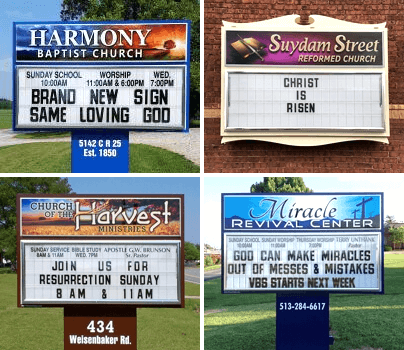 HARMONY
BAPTIST CHURCH
SUNDAY SCHOOL WORSHIP WED.
10:00AM 11:00AM & 6:00PM 7:00PM
BRAND NEW SIGN
SAME LOVING GOD
5142 C R 25
Est. 1850
Suydam Street
REFORMED CHURCH
CHRIST
IS
RISEN
CHURCH
OF THE Harvest
MINISTRIES
SUNDAY SERVICE BIBLE STUDY APOSTLE G.W. BRUNSON
8AM & 11AM WED. 7PM Sr. Pastor
JOIN US FOR
RESURRECTION SUNDAY
8 AM & 11AM
434
Weisenbaker Rd.
Miracle
REVIVAL CENTER
SUNDAY SCHOOL SUNDAY WORSHIP THURSDAY WORSHIP TERRY
10:00AM 11:00AM 7:00PM Pastor
GOD CAN MAKE MIRACLES
OUT OF MESSES & MISTAKES
VBS STARTS NEXT WEEK
513-284-6617